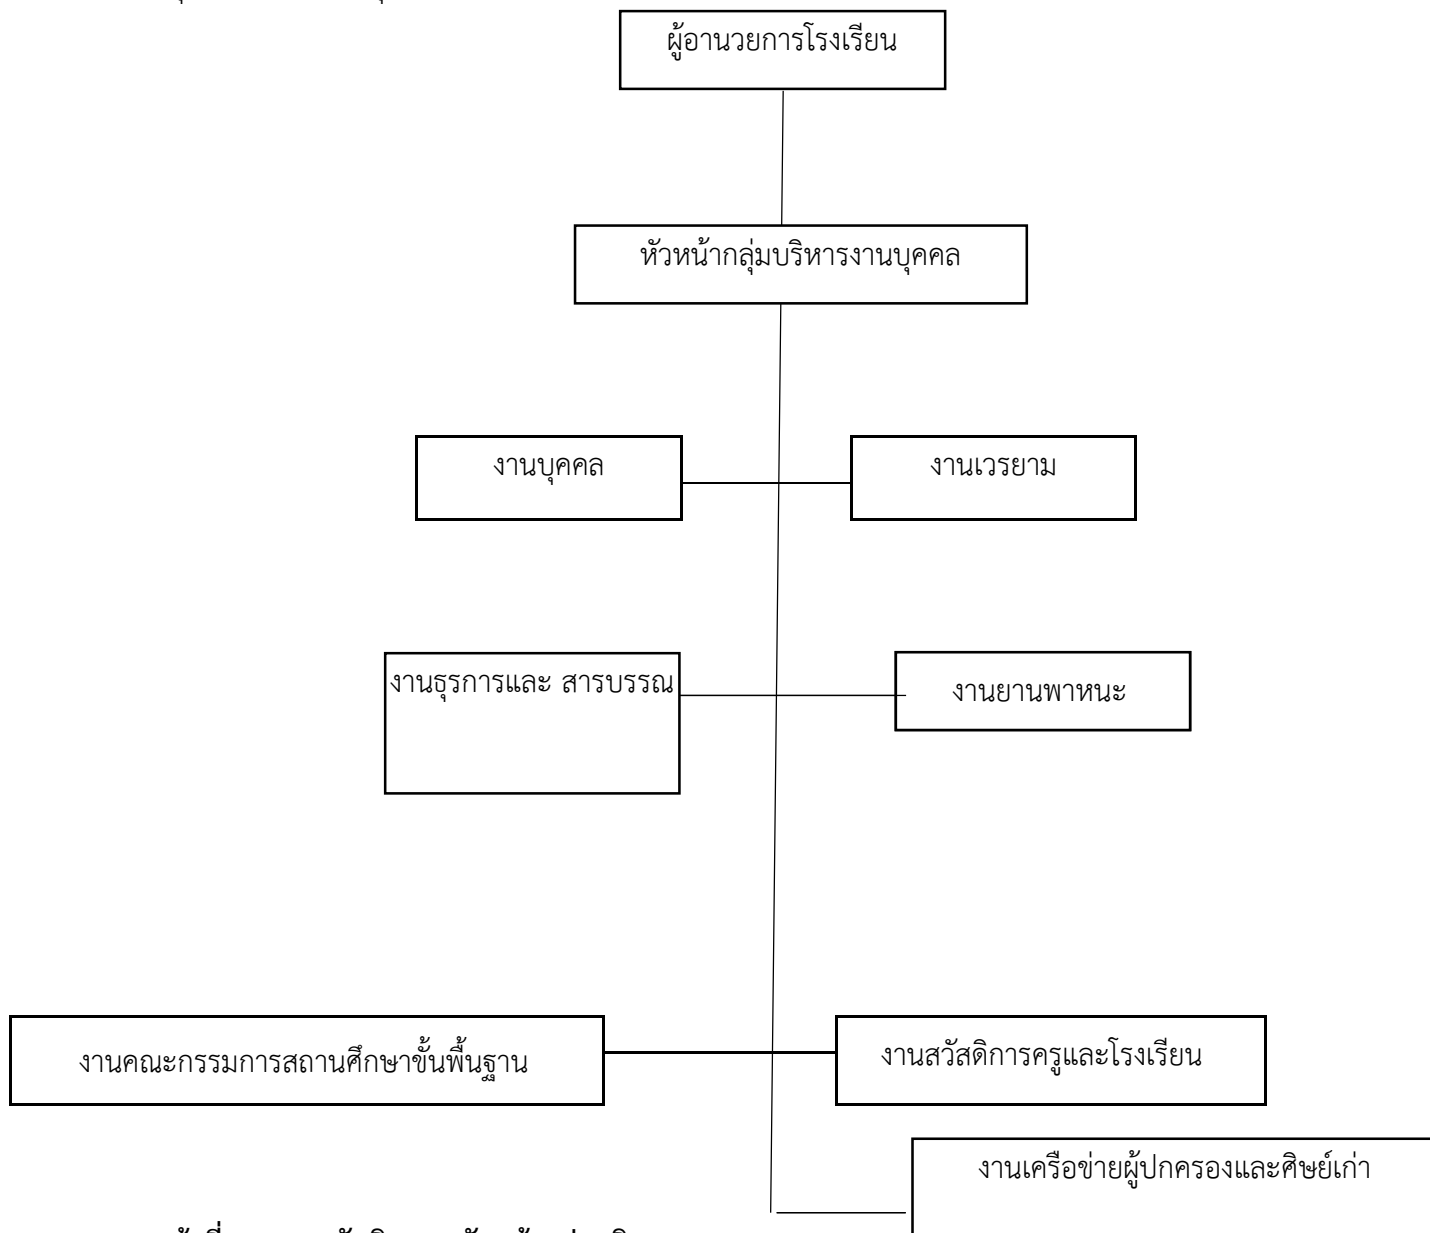 ผู้อานวยการโรงเรียน
หัวหน้ากลุ่มบริหารงานบุคคล
งานบุคคล
งานเวรยาม
งานธุรการและ สารบรรณ
งานยานพาหนะ
งานคณะกรรมการสถานศึกษาขั้นพื้นฐาน
งานสวัสดิการครูและโรงเรียน
งานเครือข่ายผู้ปกครองและศิษย์เก่า